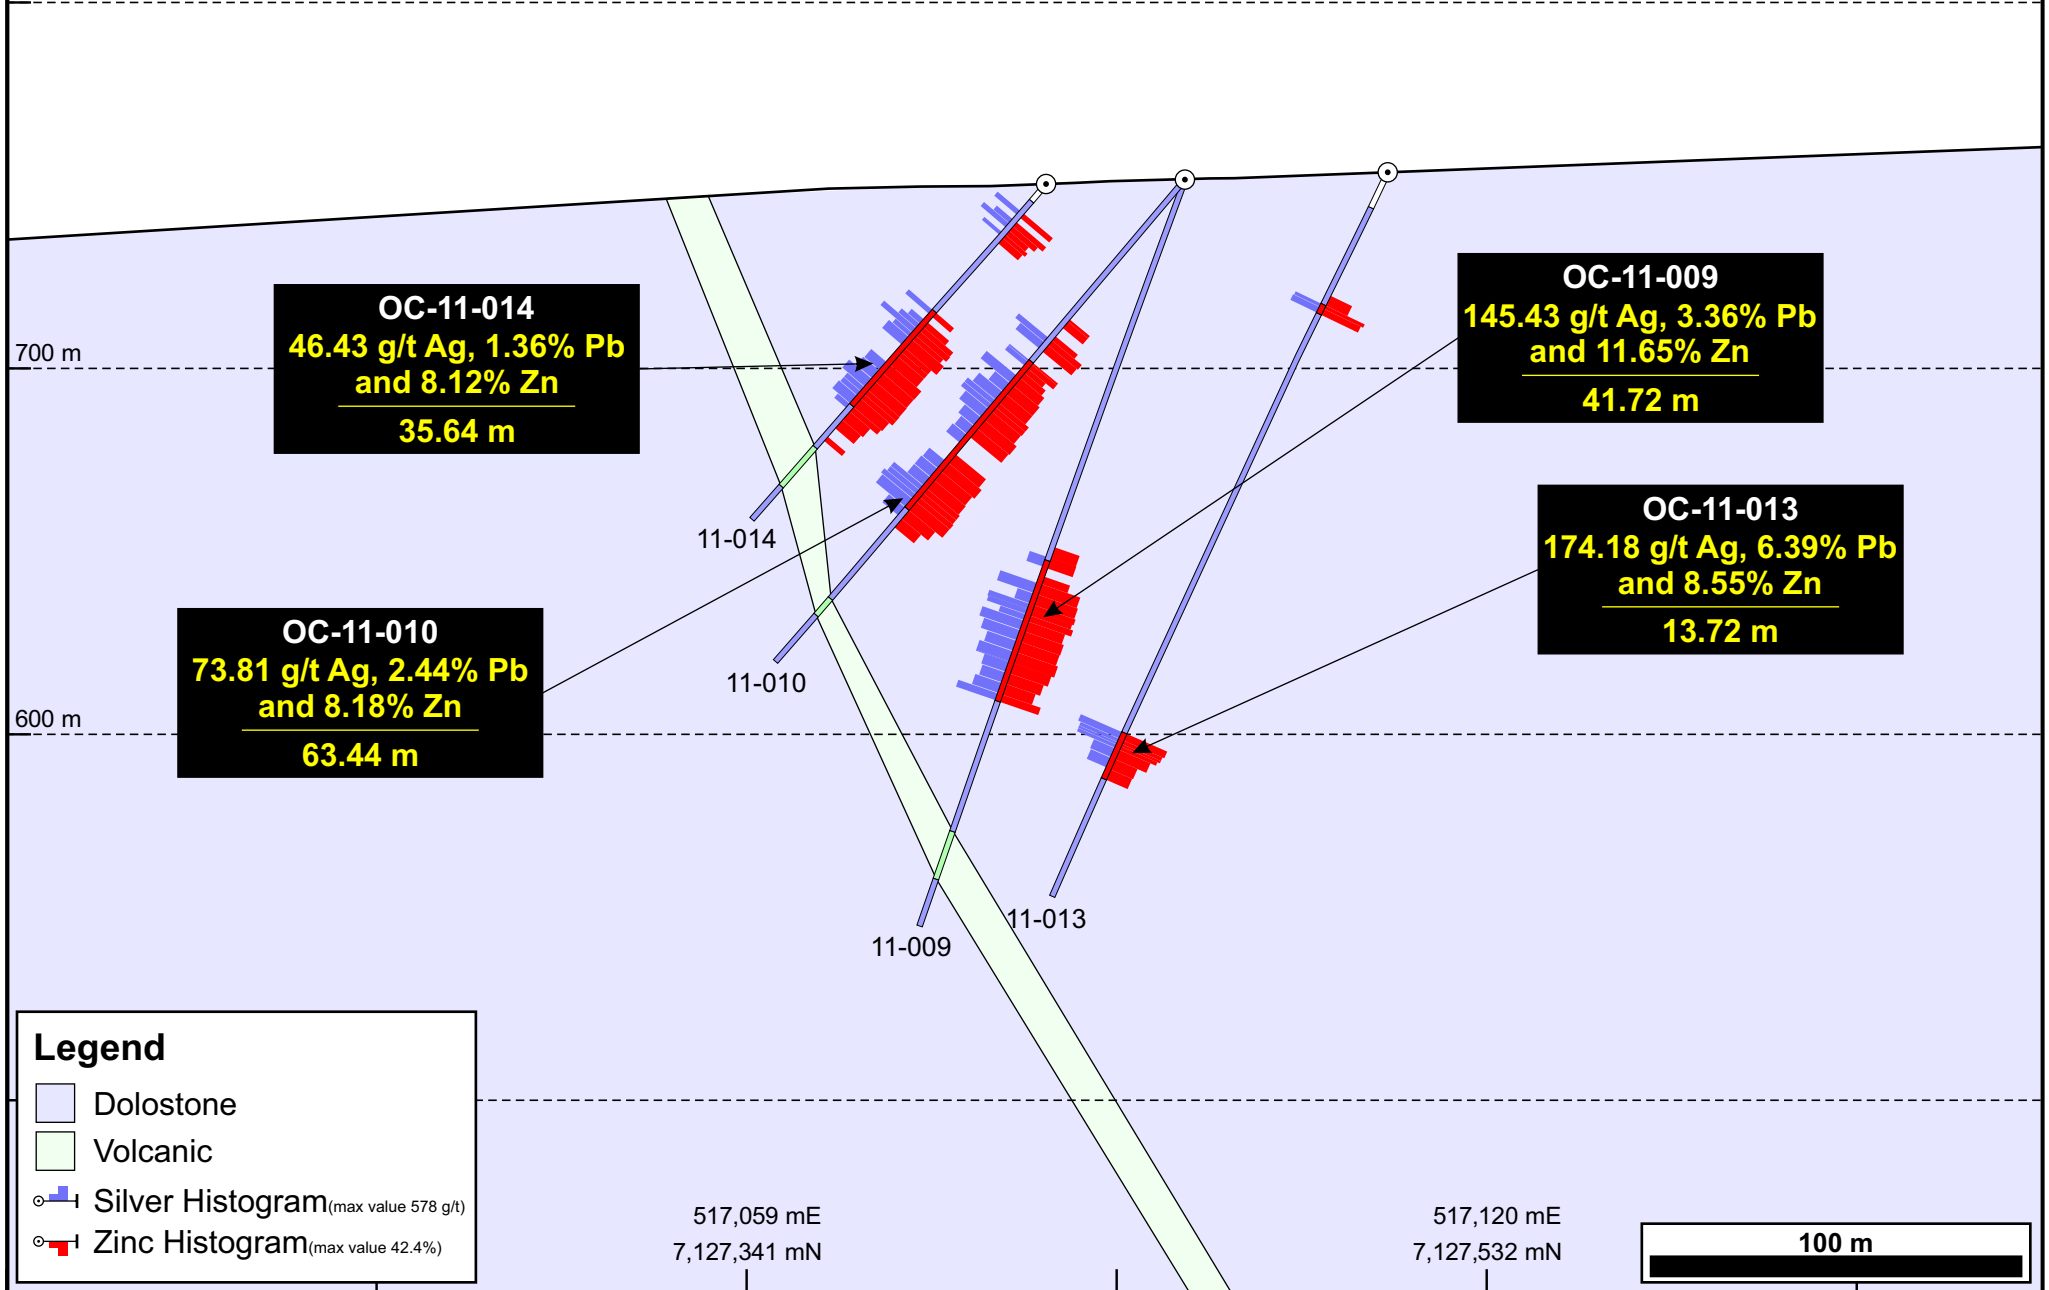 OC-11-014
46.43 g/t Ag, 1.36% Pb
and 8.12% Zn
35.64 m
OC-11-009
145.43 g/t Ag, 3.36% Pb
and 11.65% Zn
41.72 m
700 m
OC-11-013
174.18 g/t Ag, 6.39% Pb
and 8.55% Zn
13.72 m
11-014
OC-11-010
73.81 g/t Ag, 2.44% Pb
and 8.18% Zn
63.44 m
11-010
600 m
11-013
11-009
Legend
Dolostone
Volcanic
Silver Histogram(max value 578 g/t)
Zinc Histogram(max value 42.4%)
517,059 mE
7,127,341 mN
517,120 mE
7,127,532 mN
100 m